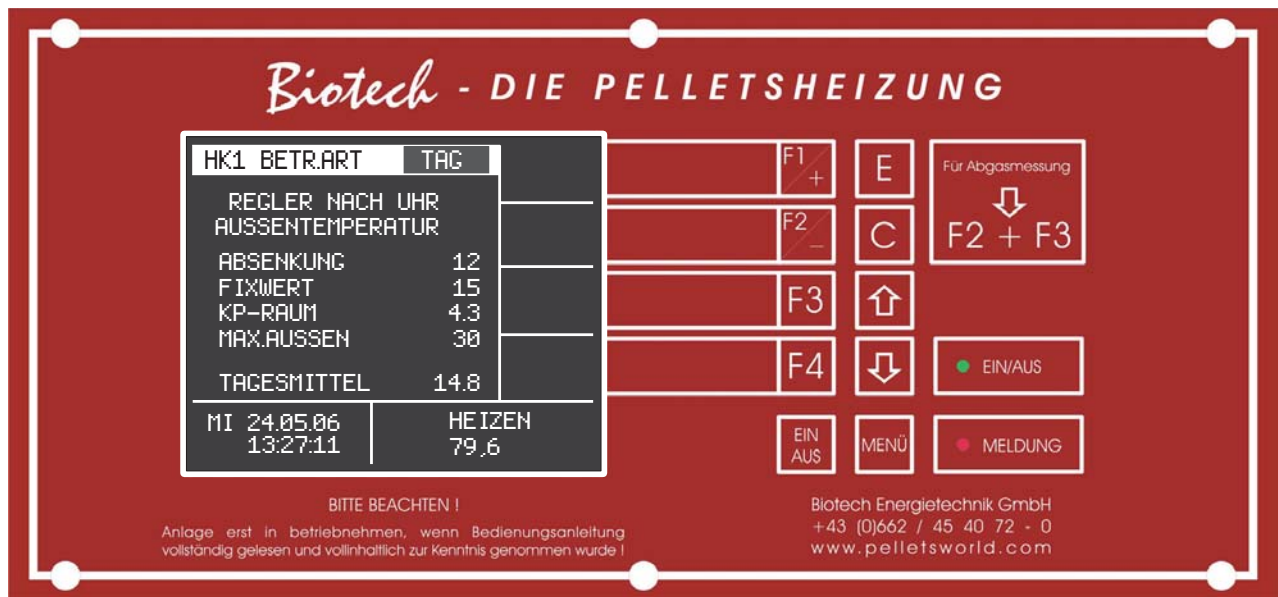 Biotech - DIE PELLETSHEIZUNG
HK1 BETR.ART TAG
REGLER NACH UHR
AUSSENTEMPERATUR
ABSENKUNG 12
FIXWERT 15
KP-RAUM 4.3
MAX.AUSSEN 30
TAGESMITTEL 14.8
MI 24.05.06
13:27:11
HEIZEN
79,6
F1
+
E
F2
-
C
F3
F4
Für Abgasmessung
F2 + F3
EIN/AUS
EIN
AUS
MENÜ
MELDUNG
BITTE BEACHTEN !
Anlage erst in betriebnehmen, wenn Bedienungsanleitung
vollständig gelesen und vollinhaltlich zur Kenntnis genommen wurde !
Biotech Energietechnik GmbH
+43 (0)662 / 45 40 72 - 0
www.pelletsworld.com